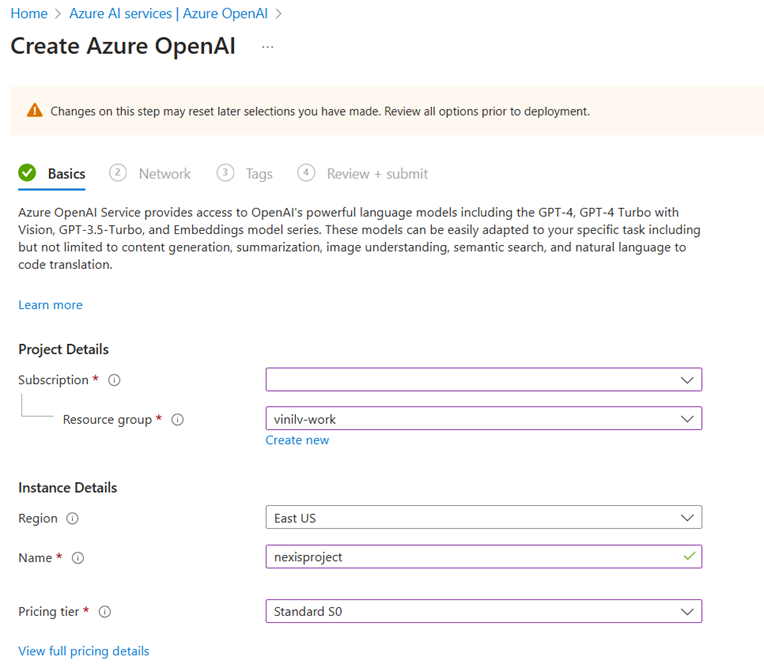 Home > Azure AI services | Azure OpenAI >
Create Azure OpenAI ...
Changes on this step may reset later selections you have made. Review all options prior to deployment.
Basics 2 Network 3 Tags 4 Review + submit
Azure OpenAI Service provides access to OpenAI's powerful language models including the GPT-4, GPT-4 Turbo with
Vision, GPT-3.5-Turbo, and Embeddings model series. These models can be easily adapted to your specific task including
but not limited to content generation, summarization, image understanding, semantic search, and natural language to
code translation.
Learn more
Project Details
Subscription *
Resource group * vinilv-work
Create new
Instance Details
Region East US
Name * nexisproject
Pricing tier * Standard S0
View full pricing details